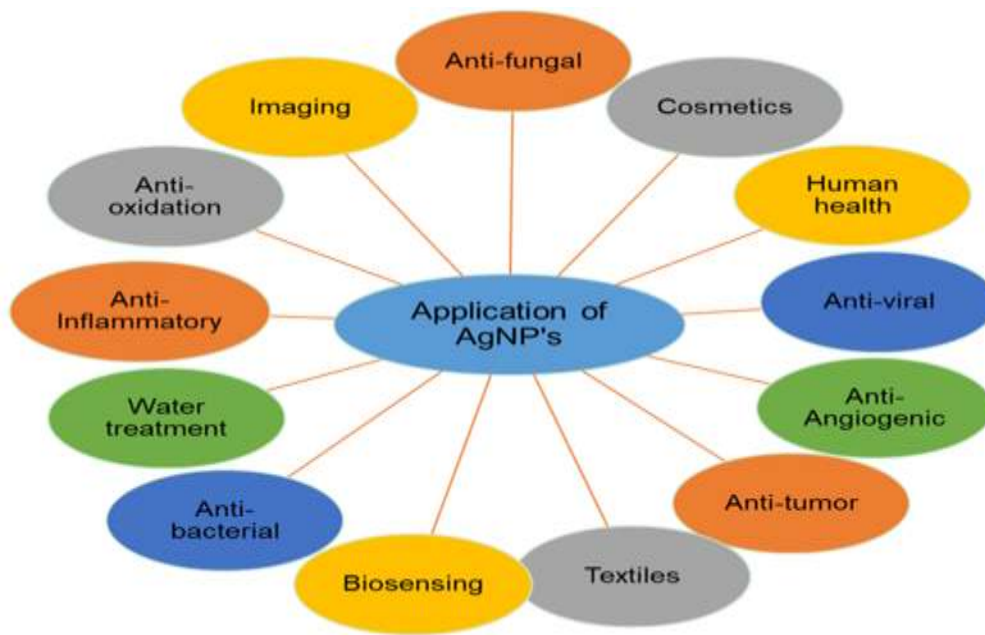 Anti-fungal
Cosmetics
Human
health
Anti-viral
Anti-
Angiogenic
Anti-tumor
Textiles
Biosensing
Anti-
bacterial
Water
treatment
Anti-
Inflammatory
Anti-
oxidation
Imaging
Application of
AgNP's